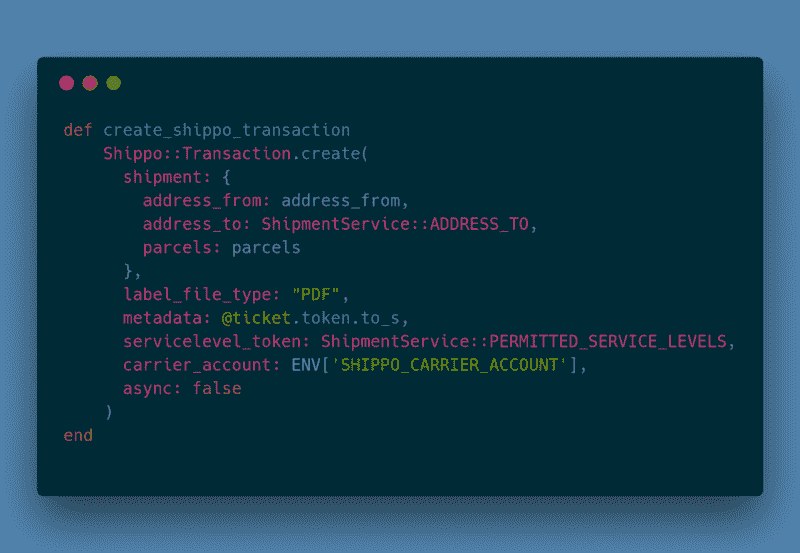 def create_shippo_transaction
    Shippo::Transaction.create(
      shipment: {
        address_from: address_from,
        address_to: ShipmentService::ADDRESS_TO,
        parcels: parcels
      },
      label_file_type: "PDF",
      metadata: @ticket.token.to_s,
      servicelevel_token: ShipmentService::PERMITTED_SERVICE_LEVELS,
      carrier_account: ENV['SHIPPO_CARRIER_ACCOUNT'],
      async: false
    )
end